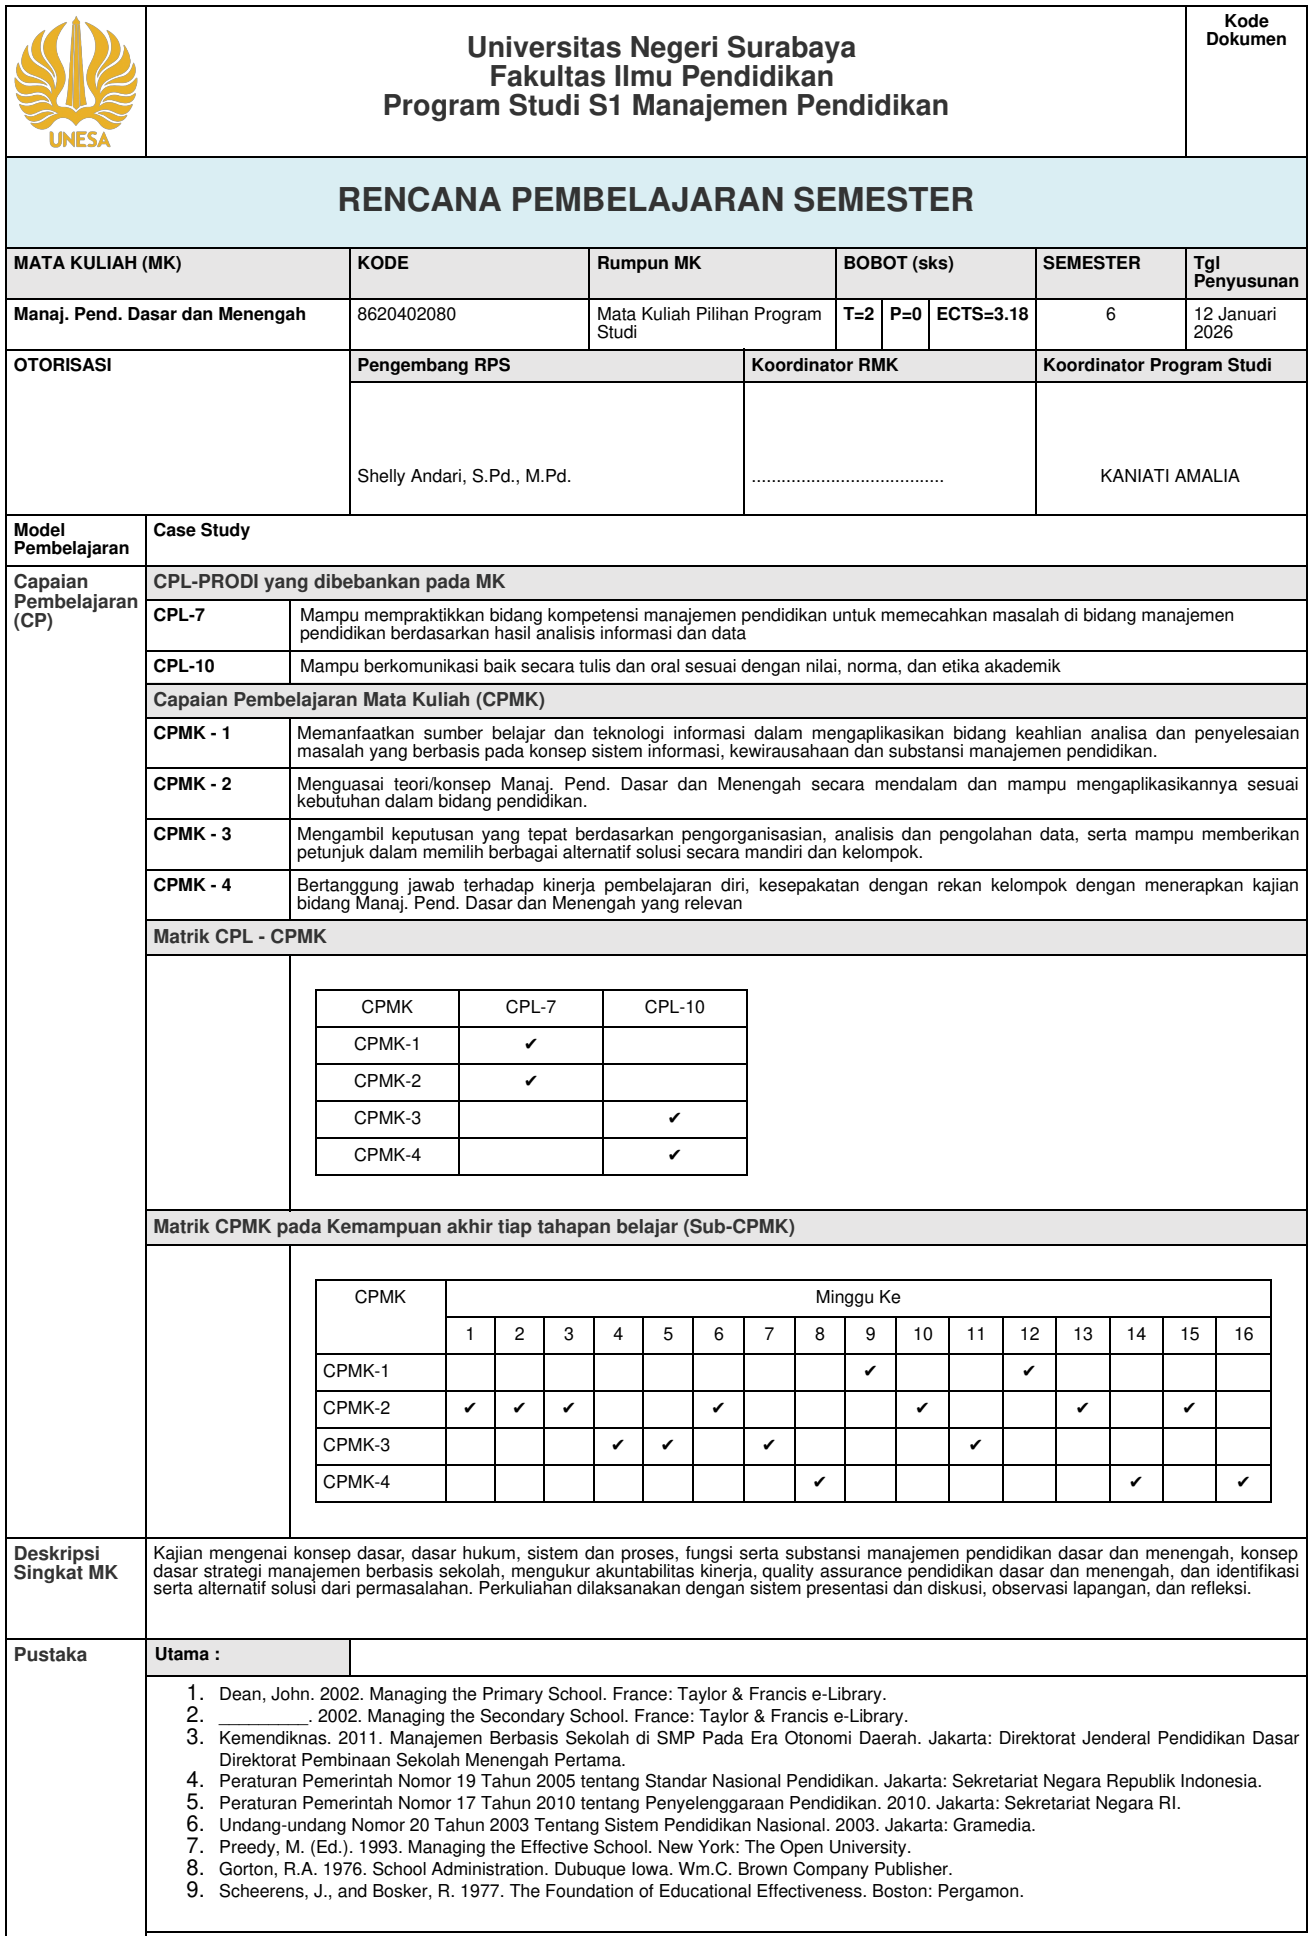 UNESA
Universitas Negeri Surabaya
Fakultas Ilmu Pendidikan
Program Studi S1 Manajemen Pendidikan
Kode
Dokumen
RENCANA PEMBELAJARAN SEMESTER
MATA KULIAH (MK) KODE Rumpun MK BOBOT (sks) SEMESTER Tgl
Penyusunan
Manaj. Pend. Dasar dan Menengah 8620402080 Mata Kuliah Pilihan Program
Studi
T=2 P=0 ECTS=3.18 6 12 Januari
2026
OTORISASI Pengembang RPS Koordinator RMK Koordinator Program Studi
Shelly Andari, S.Pd., M.Pd. ....................................... KANIATI AMALIA
Model
Pembelajaran
Case Study
Capaian
Pembelajaran
(CP)
CPL-PRODI yang dibebankan pada MK
CPL-7 Mampu mempraktikkan bidang kompetensi manajemen pendidikan untuk memecahkan masalah di bidang manajemen
pendidikan berdasarkan hasil analisis informasi dan data
CPL-10 Mampu berkomunikasi baik secara tulis dan oral sesuai dengan nilai, norma, dan etika akademik
Capaian Pembelajaran Mata Kuliah (CPMK)
CPMK - 1 Memanfaatkan sumber belajar dan teknologi informasi dalam mengaplikasikan bidang keahlian analisa dan penyelesaian
masalah yang berbasis pada konsep sistem informasi, kewirausahaan dan substansi manajemen pendidikan.
CPMK - 2 Menguasai teori/konsep Manaj. Pend. Dasar dan Menengah secara mendalam dan mampu mengaplikasikannya sesuai
kebutuhan dalam bidang pendidikan.
CPMK - 3 Mengambil keputusan yang tepat berdasarkan pengorganisasian, analisis dan pengolahan data, serta mampu memberikan
petunjuk dalam memilih berbagai alternatif solusi secara mandiri dan kelompok.
CPMK - 4 Bertanggung jawab terhadap kinerja pembelajaran diri, kesepakatan dengan rekan kelompok dengan menerapkan kajian
bidang Manaj. Pend. Dasar dan Menengah yang relevan
Matrik CPL - CPMK
CPMK CPL-7 CPL-10
CPMK-1 ✔
CPMK-2 ✔
CPMK-3 ✔
CPMK-4 ✔
Matrik CPMK pada Kemampuan akhir tiap tahapan belajar (Sub-CPMK)
CPMK Minggu Ke
1 2 3 4 5 6 7 8 9 10 11 12 13 14 15 16
CPMK-1 ✔ ✔
CPMK-2 ✔ ✔ ✔ ✔ ✔ ✔ ✔
CPMK-3 ✔ ✔ ✔ ✔
CPMK-4 ✔ ✔ ✔
Deskripsi
Singkat MK
Kajian mengenai konsep dasar, dasar hukum, sistem dan proses, fungsi serta substansi manajemen pendidikan dasar dan menengah, konsep
dasar strategi manajemen berbasis sekolah, mengukur akuntabilitas kinerja, quality assurance pendidikan dasar dan menengah, dan identifikasi
serta alternatif solusi dari permasalahan. Perkuliahan dilaksanakan dengan sistem presentasi dan diskusi, observasi lapangan, dan refleksi.
Pustaka Utama :
1. Dean, John. 2002. Managing the Primary School. France: Taylor & Francis e-Library.
2. _________. 2002. Managing the Secondary School. France: Taylor & Francis e-Library.
3. Kemendiknas. 2011. Manajemen Berbasis Sekolah di SMP Pada Era Otonomi Daerah. Jakarta: Direktorat Jenderal Pendidikan Dasar
Direktorat Pembinaan Sekolah Menengah Pertama.
4. Peraturan Pemerintah Nomor 19 Tahun 2005 tentang Standar Nasional Pendidikan. Jakarta: Sekretariat Negara Republik Indonesia.
5. Peraturan Pemerintah Nomor 17 Tahun 2010 tentang Penyelenggaraan Pendidikan. 2010. Jakarta: Sekretariat Negara RI.
6. Undang-undang Nomor 20 Tahun 2003 Tentang Sistem Pendidikan Nasional. 2003. Jakarta: Gramedia.
7. Preedy, M. (Ed.). 1993. Managing the Effective School. New York: The Open University.
8. Gorton, R.A. 1976. School Administration. Dubuque Iowa. Wm.C. Brown Company Publisher.
9. Scheerens, J., and Bosker, R. 1977. The Foundation of Educational Effectiveness. Boston: Pergamon.